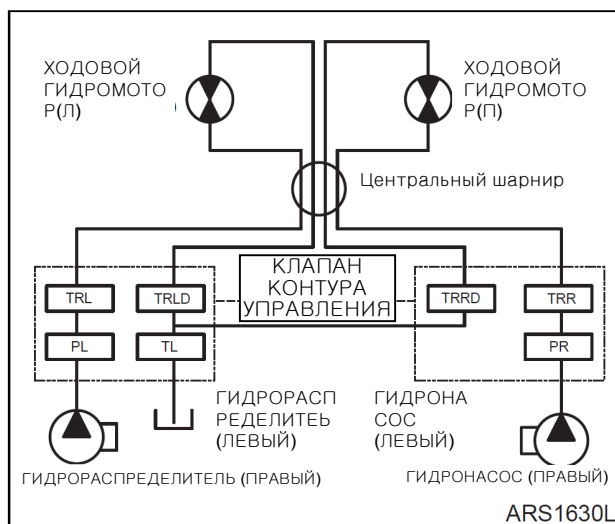 ХОДОВОЙ
ГИДРОМОТО
Р(Л)
ХОДОВОЙ
ГИДРОМОТО
Р(П)
Центральный шарнир
КЛАПАН
КОНТУРА
УПРАВЛЕНИЯ
TRL
TRLD
TRRD
TRR
PL
TL
PR
ГИДРОРАСП
РЕДЕЛИТЕЬ
(ЛЕВЫЙ)
ГИДРОНА
СОС
(ЛЕВЫЙ)
ГИДРОРАСПРЕДЕЛИТЕЛЬ (ПРАВЫЙ)
ГИДРОНАСОС (ПРАВЫЙ)
ARS1630L